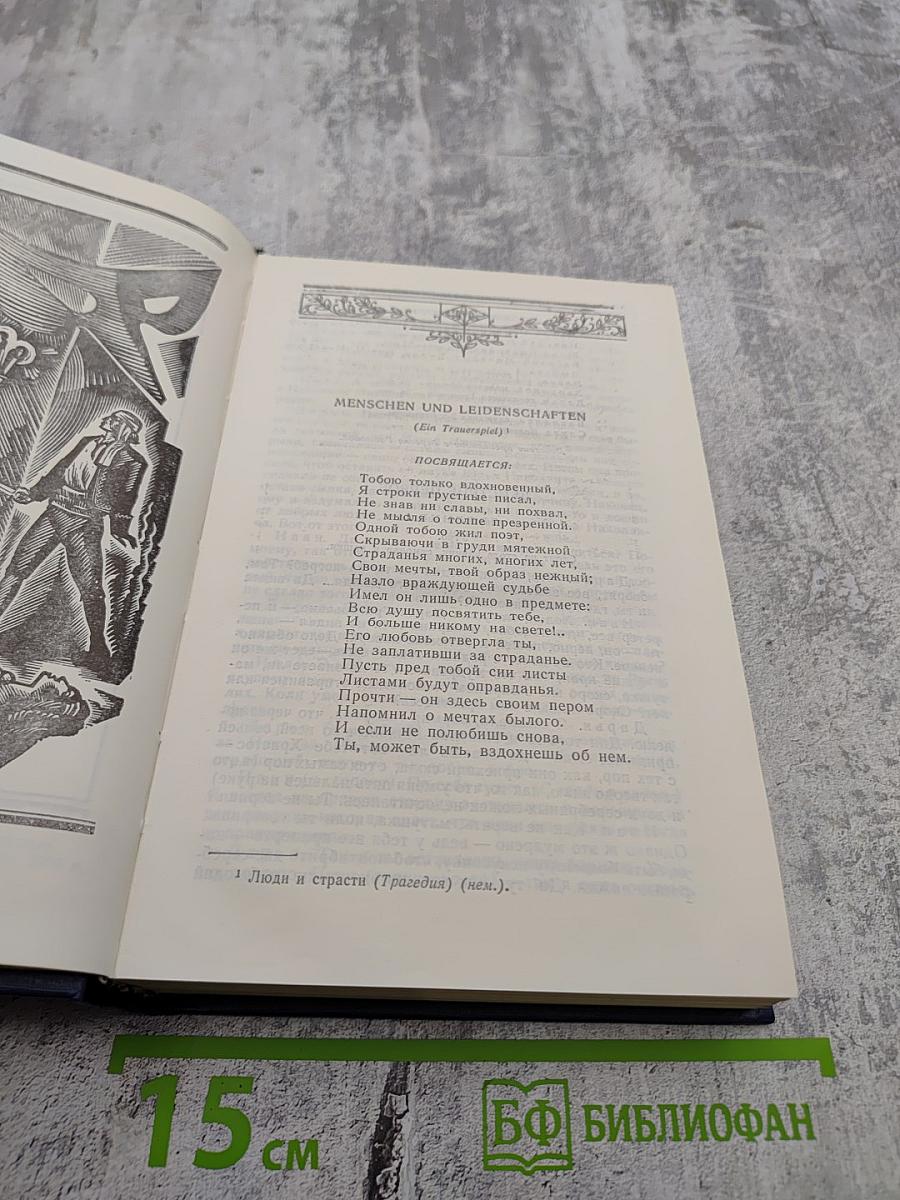 MENSCHEN UND LEIDENSCHAFTEN
(Ein Trauerspiel) ¹
ПОСВЯЩАЕТСЯ:
Тобою только вдохновенный,
Я строки грустные писал,
Не знав ни славы, ни похвал,
Не мысля о толпе презренной.
Одной тобою жил поэт,
Скрываючи в груди мятежной
Страданья многих, многих лет,
Свои мечты, твой образ нежный;
Назло враждующей судьбе
Имел он лишь одно в предмете:
Всю душу посвятить тебе,
И больше никому на свете!..
Его любовь отвергла ты,
Не заплативши за страданье.
Пусть пред тобой сии листы
Листами будут оправданья.
Прочти — он здесь своим пером
Напомнил о мечтах былого.
И если не полюбишь снова,
Ты, может быть, вздохнешь об нем.
¹ Люди и страсти (Трагедия) (нем.).
15 см
БФ БИБЛИОФАН